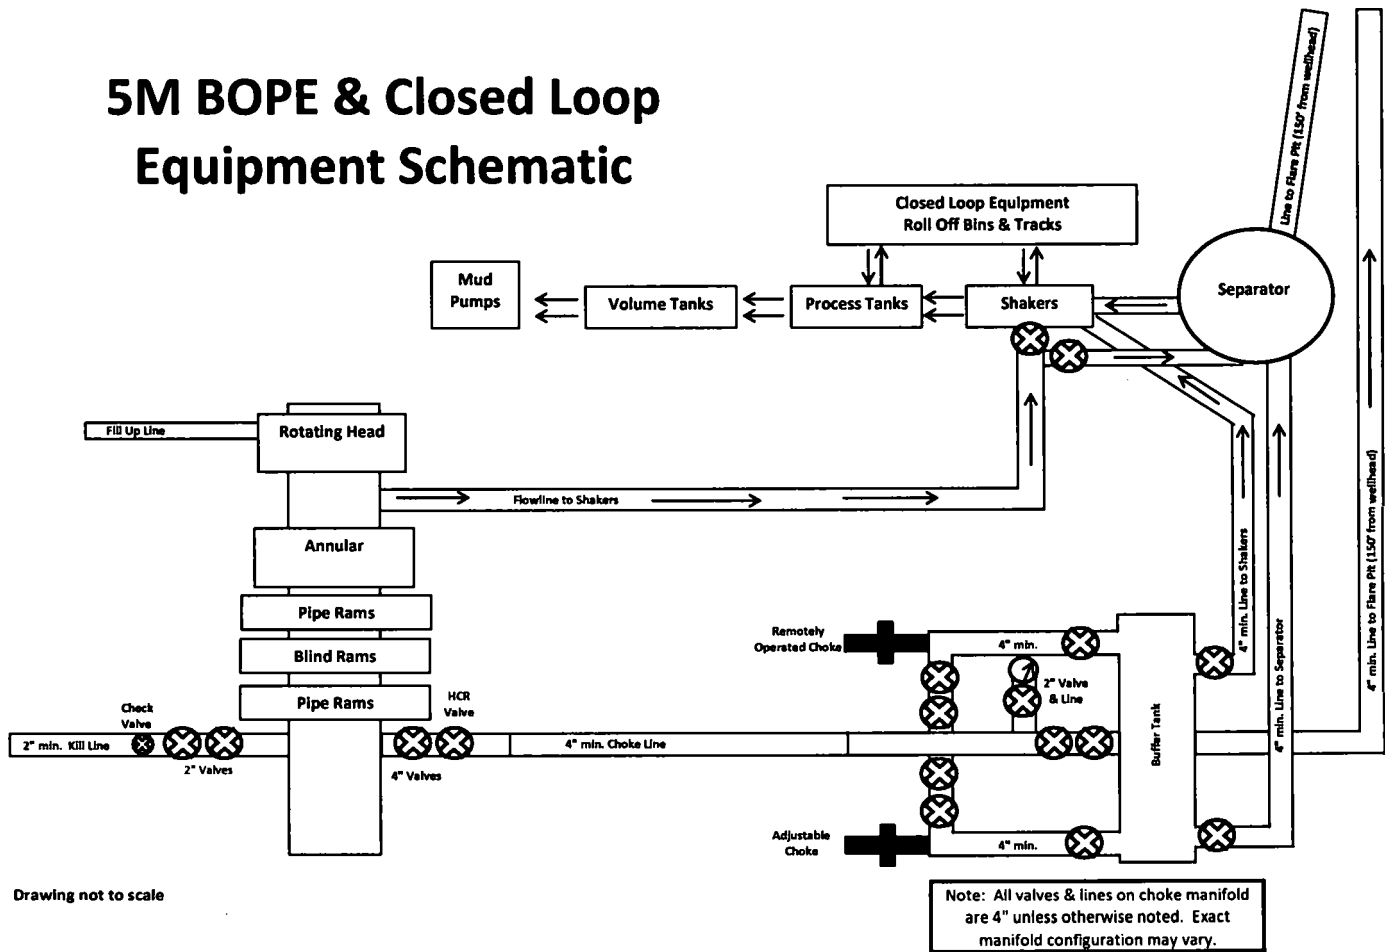 5M BOPE & Closed Loop
Equipment Schematic
Line to Flare Pit (150' from wellhead)
Closed Loop Equipment
Roll Off Bins & Tracks
Mud
Pumps
Volume Tanks
Process Tanks
Shakers
Separator
Fill Up Line
Rotating Head
Flowline to Shakers
Annular
Pipe Rams
Blind Rams
Pipe Rams
Check
Valve
HCR
Valve
2" min. Kill Line
2" Valves
4" Valves
4" min. Choke Line
Remotely
Operated Choke
4" min.
2" Valve
& Line
Buffer Tank
Adjustable
Choke
4" min.
4" min. Line to Shakers
4" min. Line to Separator
4" min. Line to Flare Pit (150' from wellhead)
Drawing not to scale
Note: All valves & lines on choke manifold
are 4" unless otherwise noted. Exact
manifold configuration may vary.